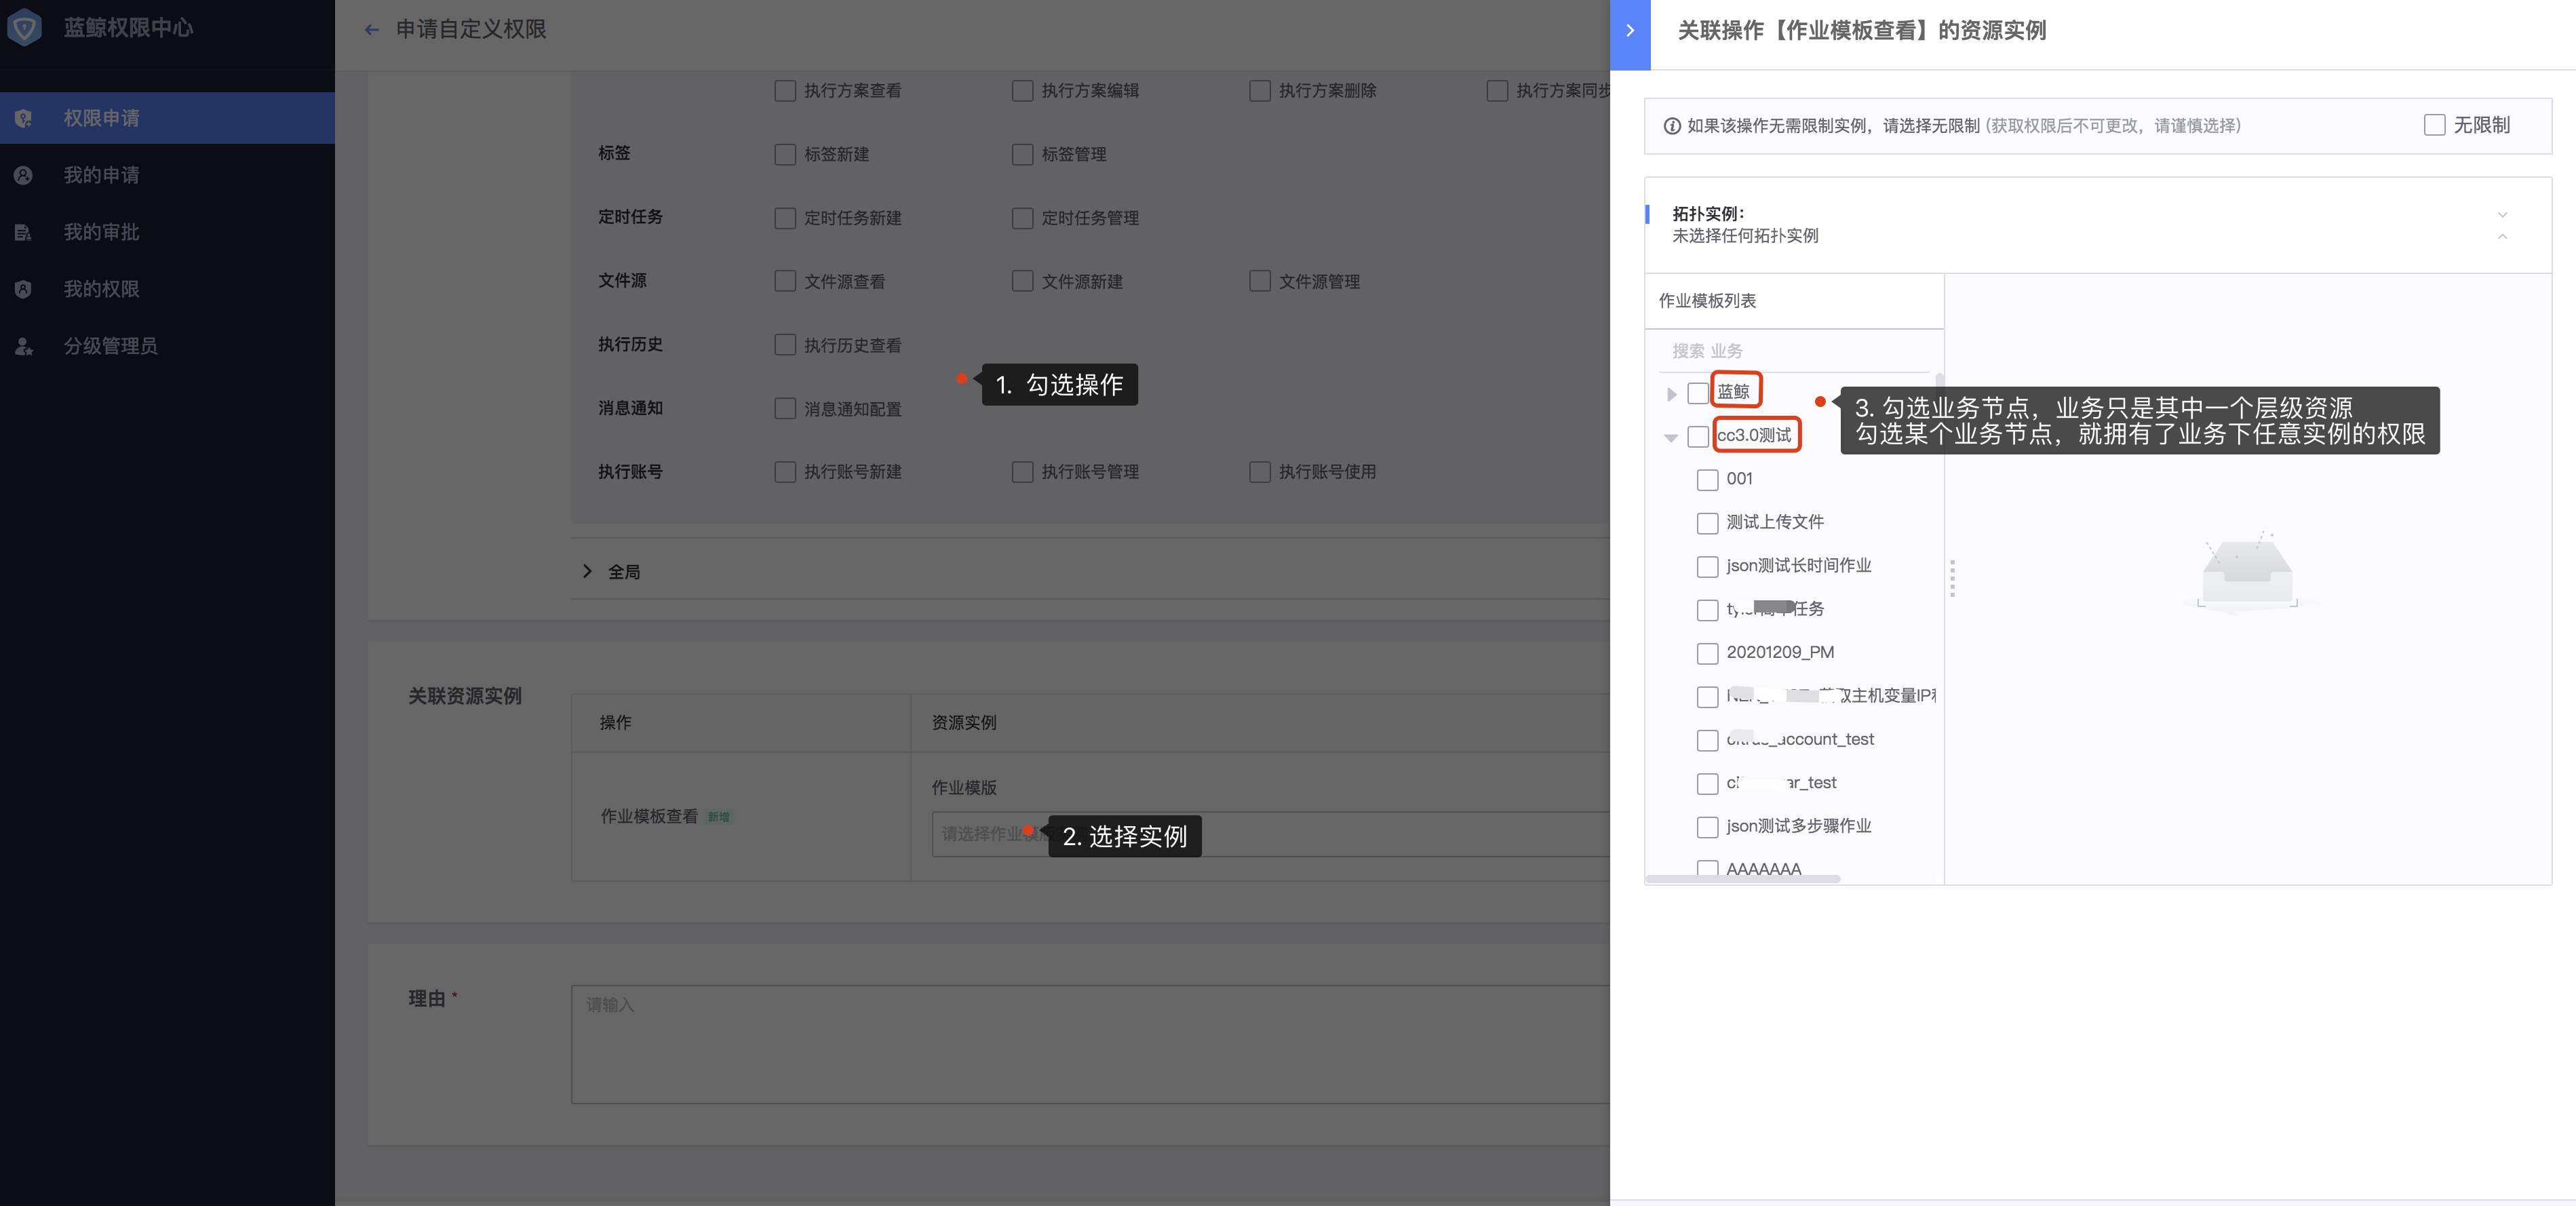 蓝鲸权限中心
权限申请
我的申请
我的审批
我的权限
分级管理员
申请自定义权限
执行方案查看 执行方案编辑 执行方案删除 执行方案同步
标签 标签新建 标签管理
定时任务 定时任务新建 定时任务管理
文件源 文件源查看 文件源新建 文件源管理
执行历史 执行历史查看
1. 勾选操作
消息通知 消息通知配置
执行账号 执行账号新建 执行账号管理 执行账号使用
全局
关联资源实例
操作 资源实例
作业模板查看 新增
作业模版
请选择作业
2. 选择实例
理由 *
请输入
关联操作【作业模板查看】的资源实例
如果该操作无需限制实例，请选择无限制 (获取权限后不可更改，请谨慎选择)
无限制
拓扑实例：
未选择任何拓扑实例
作业模板列表
搜索 业务
蓝鲸
cc3.0测试
3. 勾选业务节点，业务只是其中一个层级资源
勾选某个业务节点，就拥有了业务下任意实例的权限
001
测试上传文件
json测试长时间作业
任务
20201209_PM
取主机变量IP
_account_test
ar_test
json测试多步骤作业
AAAAAAA